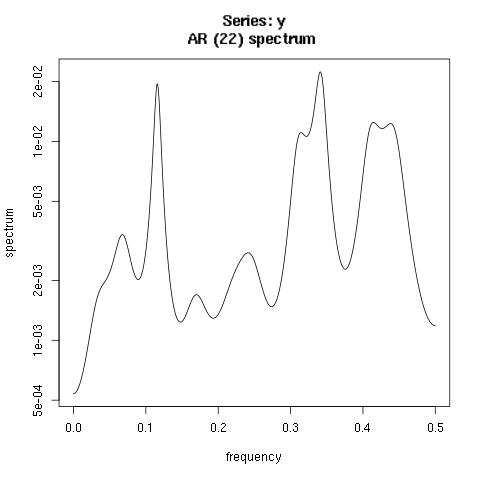 Series: y
AR (22) spectrum
spectrum
2e-02
1e-02
5e-03
2e-03
1e-03
5e-04
0.0 0.1 0.2 0.3 0.4 0.5
frequency